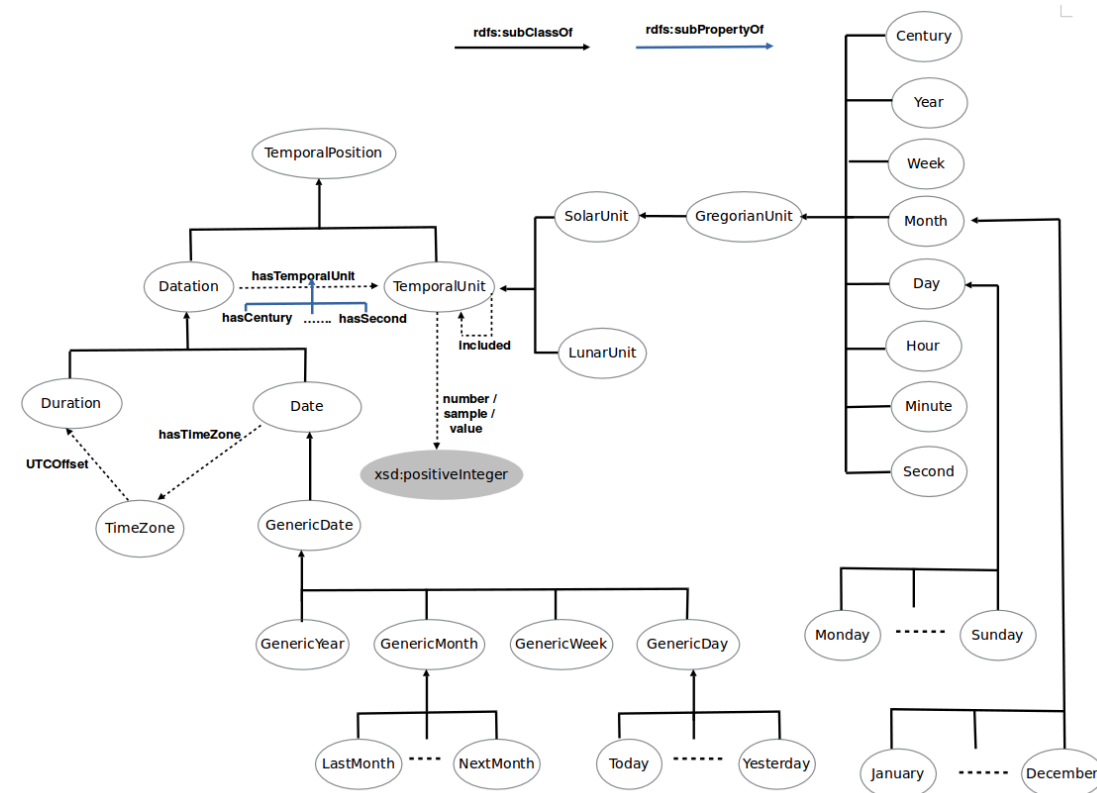 rdfs:subClassOf
rdfs:subPropertyOf
Century
Year
TemporalPosition
Week
SolarUnit
GregorianUnit
Month
hasTemporalUnit
Datation
TemporalUnit
Day
hasCentury
.......
hasSecond
included
LunarUnit
Hour
Duration
Date
number /
sample /
value
Minute
hasTimeZone
UTCOffset
xsd:positiveInteger
Second
TimeZone
GenericDate
GenericYear
GenericMonth
GenericWeek
GenericDay
Monday
Sunday
LastMonth
NextMonth
Today
Yesterday
January
December